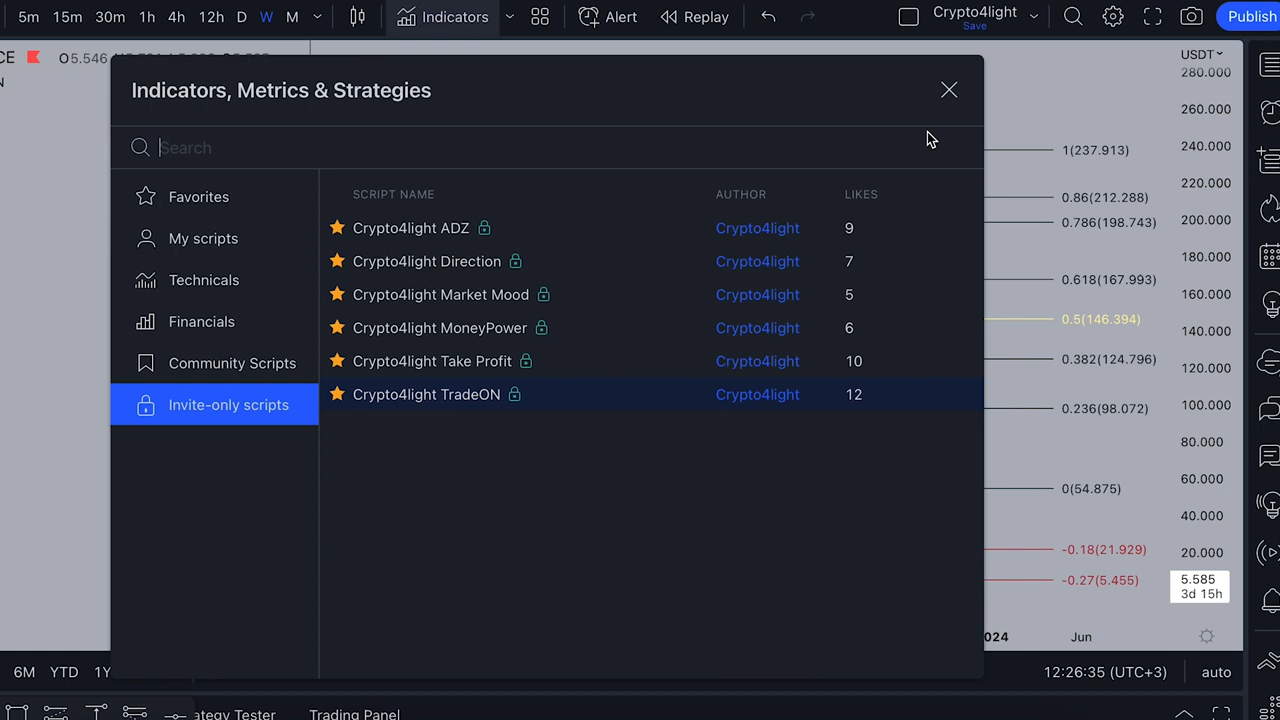 5m 15m 30m 1h 4h 12h D W M Indicators Alert Replay Crypto4light Save Publish
CE O5.546
N
Indicators, Metrics & Strategies
Search
Favorites
My scripts
Technicals
Financials
Community Scripts
Invite-only scripts
SCRIPT NAME AUTHOR LIKES
Crypto4light ADZ Crypto4light 9
Crypto4light Direction Crypto4light 7
Crypto4light Market Mood Crypto4light 5
Crypto4light MoneyPower Crypto4light 6
Crypto4light Take Profit Crypto4light 10
Crypto4light TradeON Crypto4light 12
1(237.913)
0.86(212.288)
0.786(198.743)
0.618(167.993)
0.5(146.394)
0.382(124.796)
0.236(98.072)
0(54.875)
-0.18(21.929)
-0.27(5.455)
USDT
280.000
260.000
240.000
220.000
200.000
180.000
160.000
140.000
120.000
100.000
80.000
60.000
40.000
20.000
5.585
3d 15h
024 Jun
6M YTD 1Y 12:26:35 (UTC+3) auto
ategy Tester Trading Panel